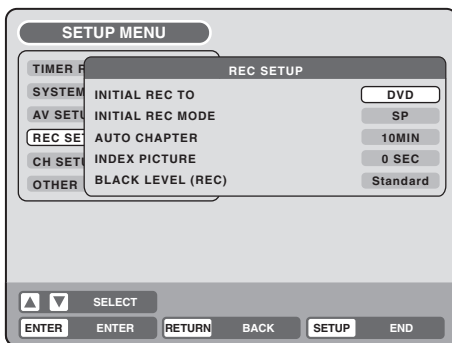 SETUP MENU
TIMER R
SYSTEM
AV SETU
REC SET
CH SETU
OTHER
REC SETUP
INITIAL REC TO DVD
INITIAL REC MODE SP
AUTO CHAPTER 10MIN
INDEX PICTURE 0 SEC
BLACK LEVEL (REC) Standard
SELECT
ENTER ENTER RETURN BACK SETUP END